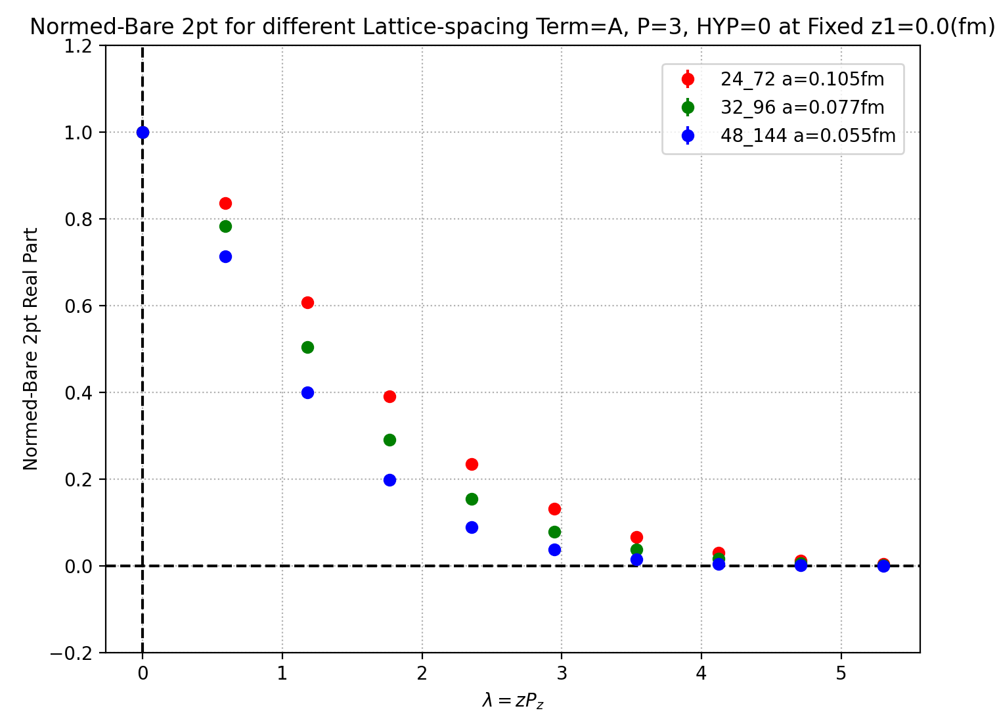 Normed-Bare 2pt for different Lattice-spacing Term=A, P=3, HYP=0 at Fixed z1=0.0(fm)
24_72 a=0.105fm
32_96 a=0.077fm
48_144 a=0.055fm
Normed-Bare 2pt Real Part
1.2
1.0
0.8
0.6
0.4
0.2
0.0
−0.2
0 1 2 3 4 5
λ = zP_z